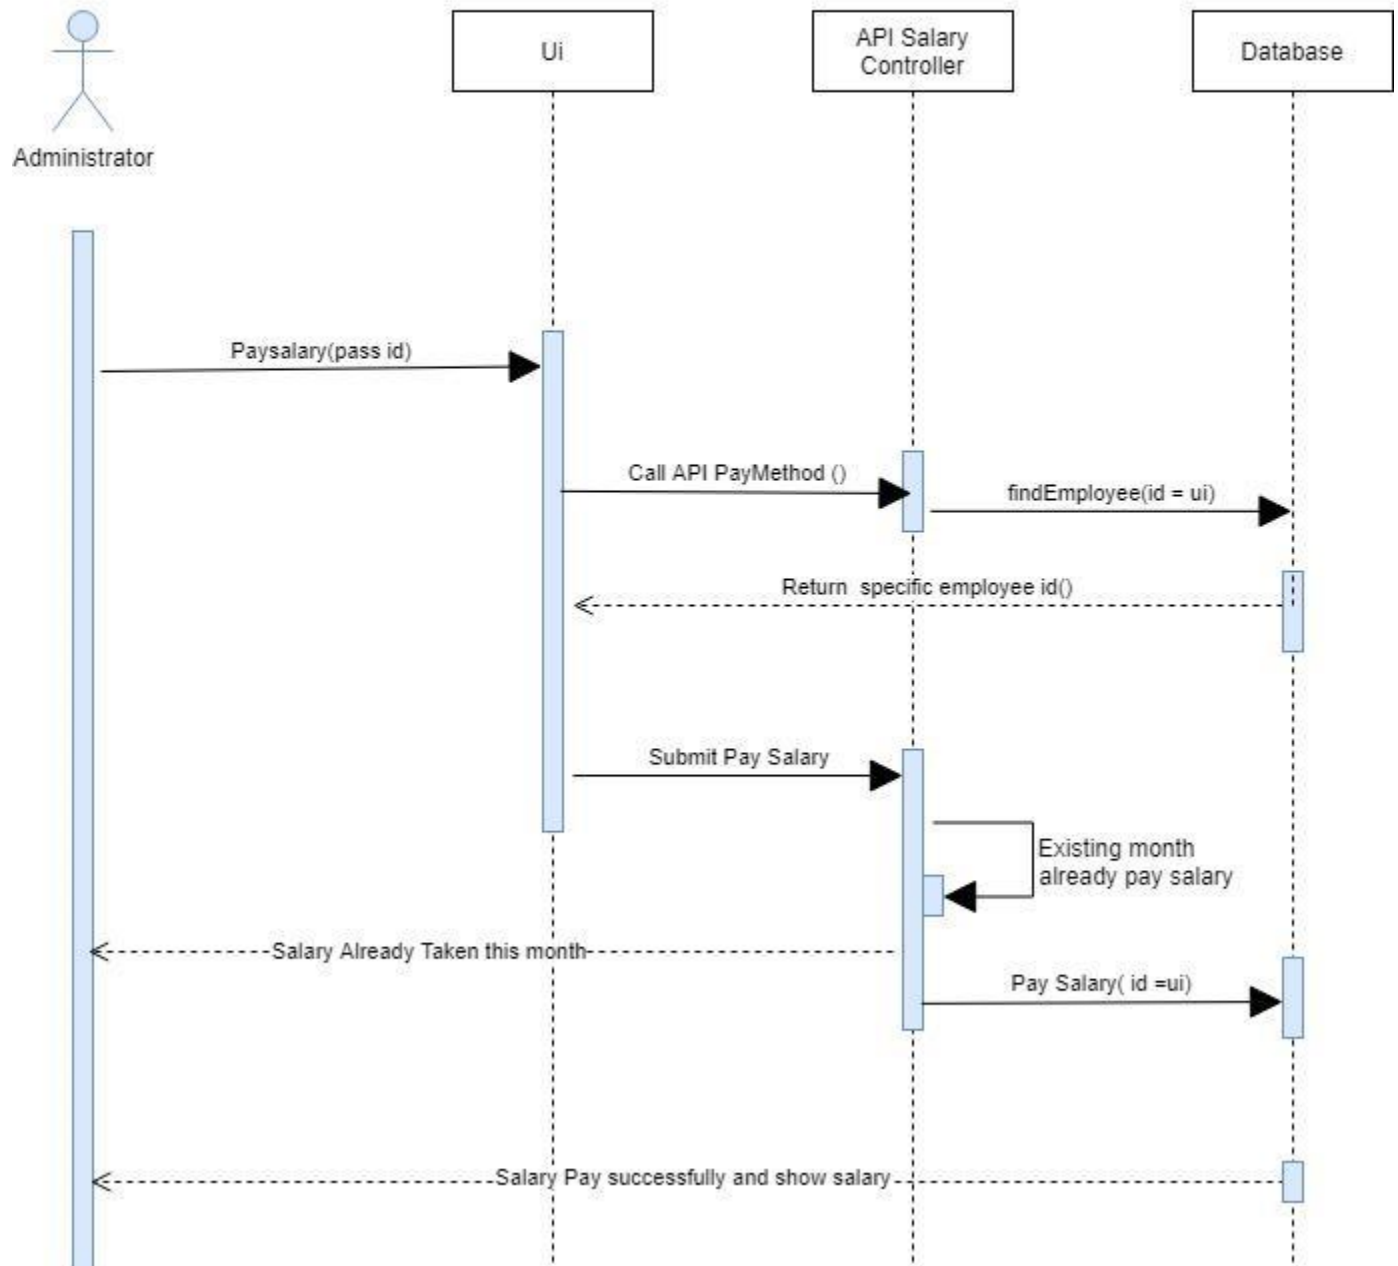 Ui
API Salary
Controller
Database
Administrator
Paysalary(pass id)
Call API PayMethod ()
findEmployee(id = ui)
Return  specific employee id()
Submit Pay Salary
Existing month
already pay salary
Salary Already Taken this month
Pay Salary( id =ui)
Salary Pay successfully and show salary